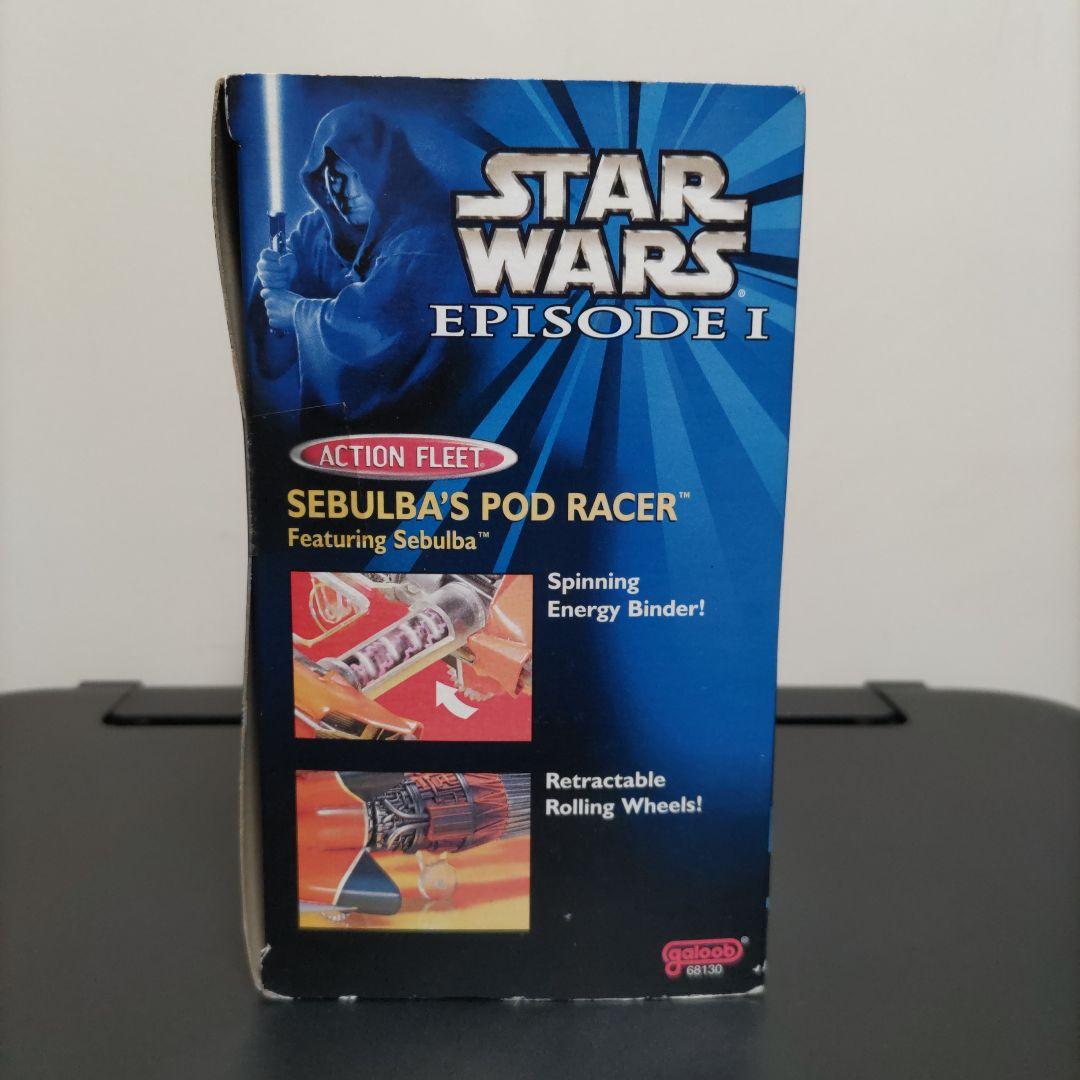 STAR
WARS®
EPISODE I
ACTION FLEET®
SEBULBA'S POD RACER™
Featuring Sebulba™
Spinning
Energy Binder!
Retractable
Rolling Wheels!
galoob®
68130